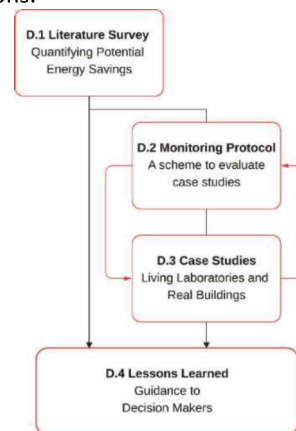 ons.
D.1 Literature Survey
Quantifying Potential
Energy Savings
D.2 Monitoring Protocol
A scheme to evaluate
case studies
D.3 Case Studies
Living Laboratories and
Real Buildings
D.4 Lessons Learned
Guidance to
Decision Makers